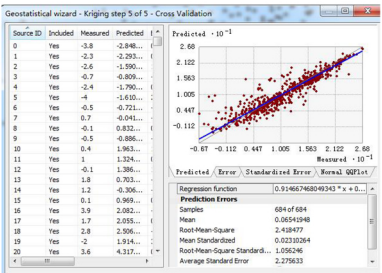 Geostatistical wizard - Kriging step 5 of 5 - Cross Validation
Source ID Included Measured Predicted
0 Yes -3.8 -2.848...
1 Yes -2.3 -2.293...
2 Yes -2.6 -1.590...
3 Yes -0.7 -0.809...
2 Yes -2.4 -1.790...
5 Yes -4 -1.610...
6 Yes -0.5 -0.721...
7 Yes 0.7 -0.041...
8 Yes -0.1 0.832...
9 Yes -0.5 -0.886...
10 Yes 0.4 1.963...
11 Yes 1 1.324...
12 Yes -0.1 1.386...
13 Yes 1.8 0.703...
14 Yes 1.2 -0.306...
15 Yes 0.1 0.969...
16 Yes 3.9 2.082...
17 Yes 1.7 2.055...
18 Yes 2.8 2.506...
19 Yes -2 1.914...
20 Yes 3.6 4.317...
Predicted ·10⁻¹
2.68
2.122
1.563
1.005
0.447
-0.112
-0.67 -0.112 0.447 1.005 1.563 2.122 2.68
Measured ·10⁻¹
Predicted Error Standardized Error Normal QQPlot
Regression function 0.914667468049343 * x + 0...
Prediction Errors
Samples 684 of 684
Mean 0.06541948
Root-Mean-Square 2.418477
Mean Standardized 0.02310264
Root-Mean-Square Standardi... 1.056246
Average Standard Error 2.275633